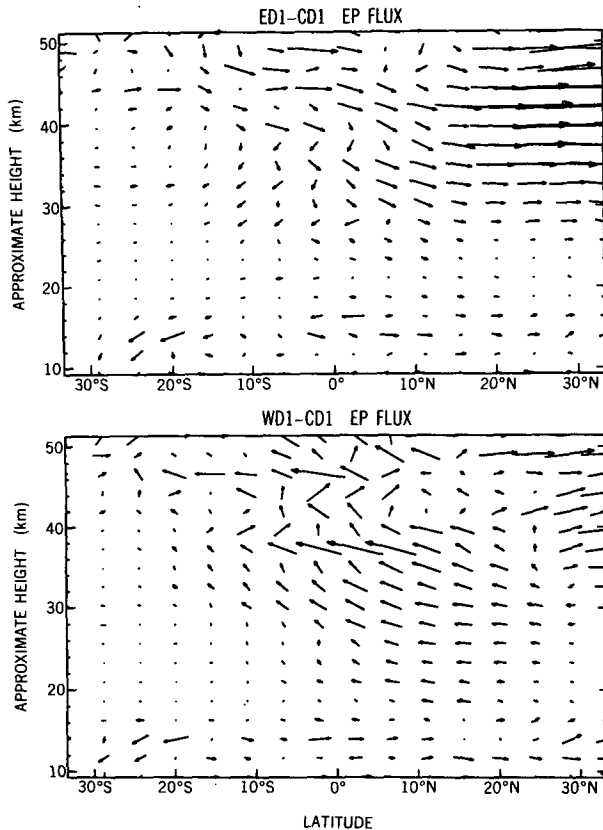 ED1-CD1 EP FLUX
50
40
30
20
10
APPROXIMATE HEIGHT (km)
30°S 20°S 10°S 0° 10°N 20°N 30°N
WD1-CD1 EP FLUX
50
40
30
20
10
APPROXIMATE HEIGHT (km)
30°S 20°S 10°S 0° 10°N 20°N 30°N
LATITUDE